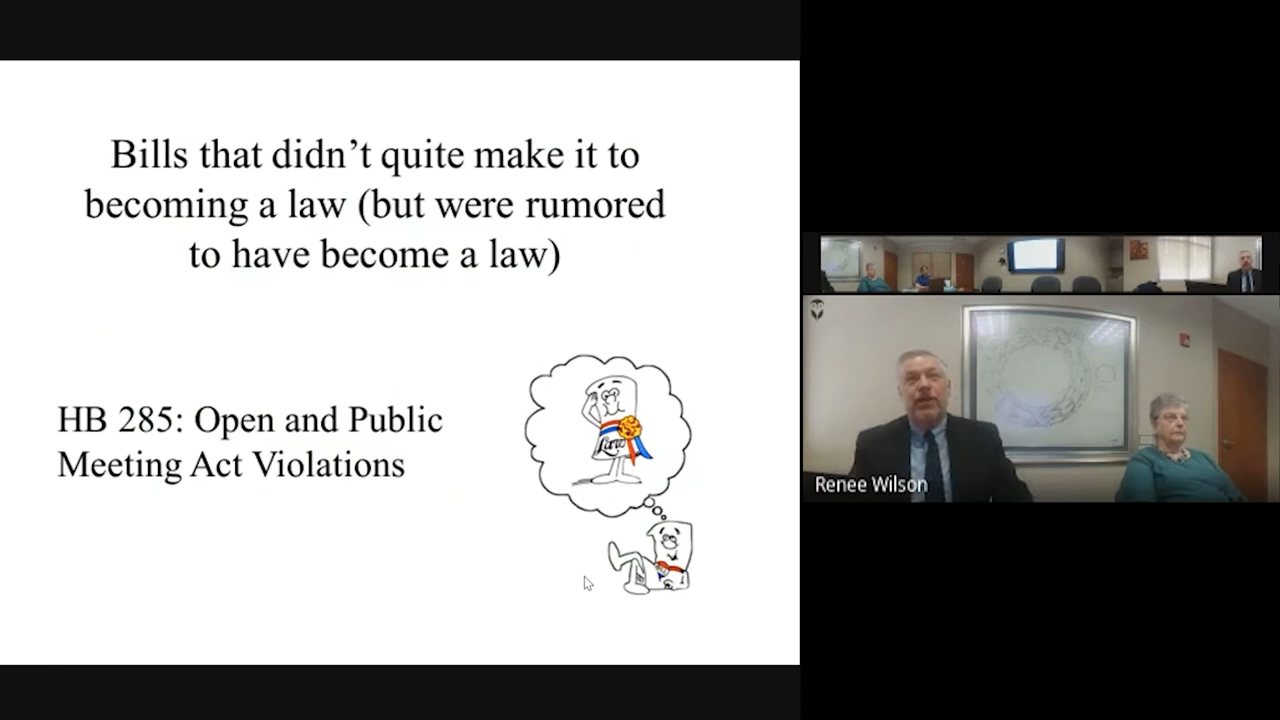 Bills that didn’t quite make it to
becoming a law (but were rumored
to have become a law)
HB 285: Open and Public
Meeting Act Violations
Law
Renee Wilson